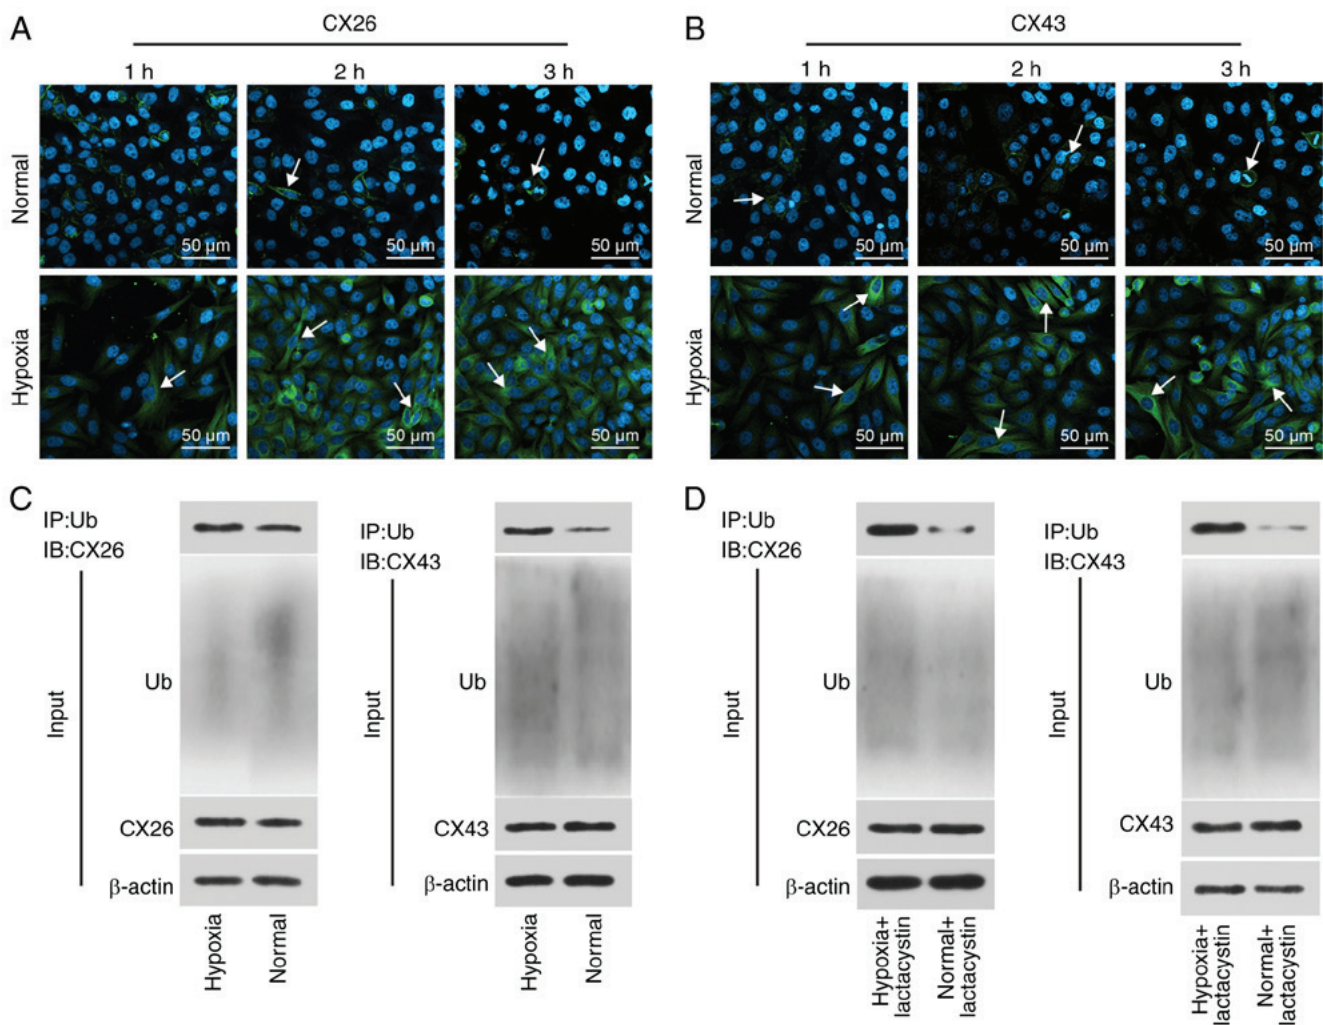 A
CX26
1 h 2 h 3 h
Normal
50 µm 50 µm 50 µm
Hypoxia
50 µm 50 µm 50 µm
B
CX43
1 h 2 h 3 h
Normal
50 µm 50 µm 50 µm
Hypoxia
50 µm 50 µm 50 µm
C
IP:Ub
IB:CX26
Input
Ub
CX26
β-actin
Hypoxia
Normal
IP:Ub
IB:CX43
Input
Ub
CX43
β-actin
Hypoxia
Normal
D
IP:Ub
IB:CX26
Input
Ub
CX26
β-actin
Hypoxia+
lactacystin
Normal+
lactacystin
IP:Ub
IB:CX43
Input
Ub
CX43
β-actin
Hypoxia+
lactacystin
Normal+
lactacystin